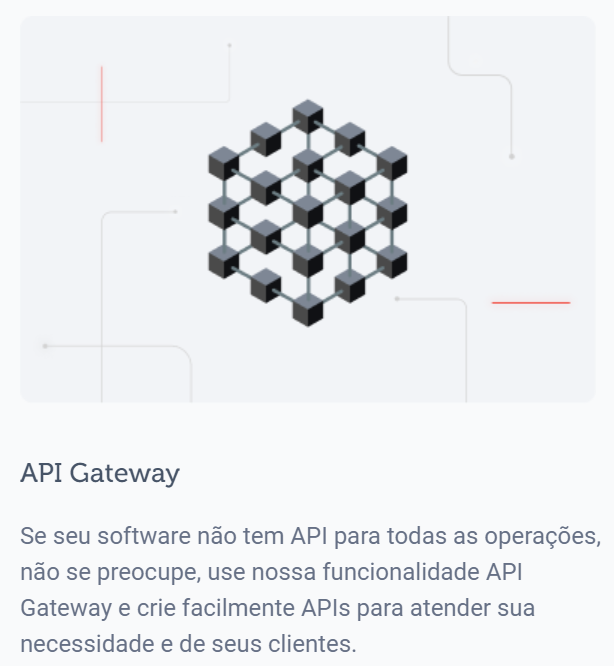 API Gateway
Se seu software não tem API para todas as operações,
não se preocupe, use nossa funcionalidade API
Gateway e crie facilmente APIs para atender sua
necessidade e de seus clientes.